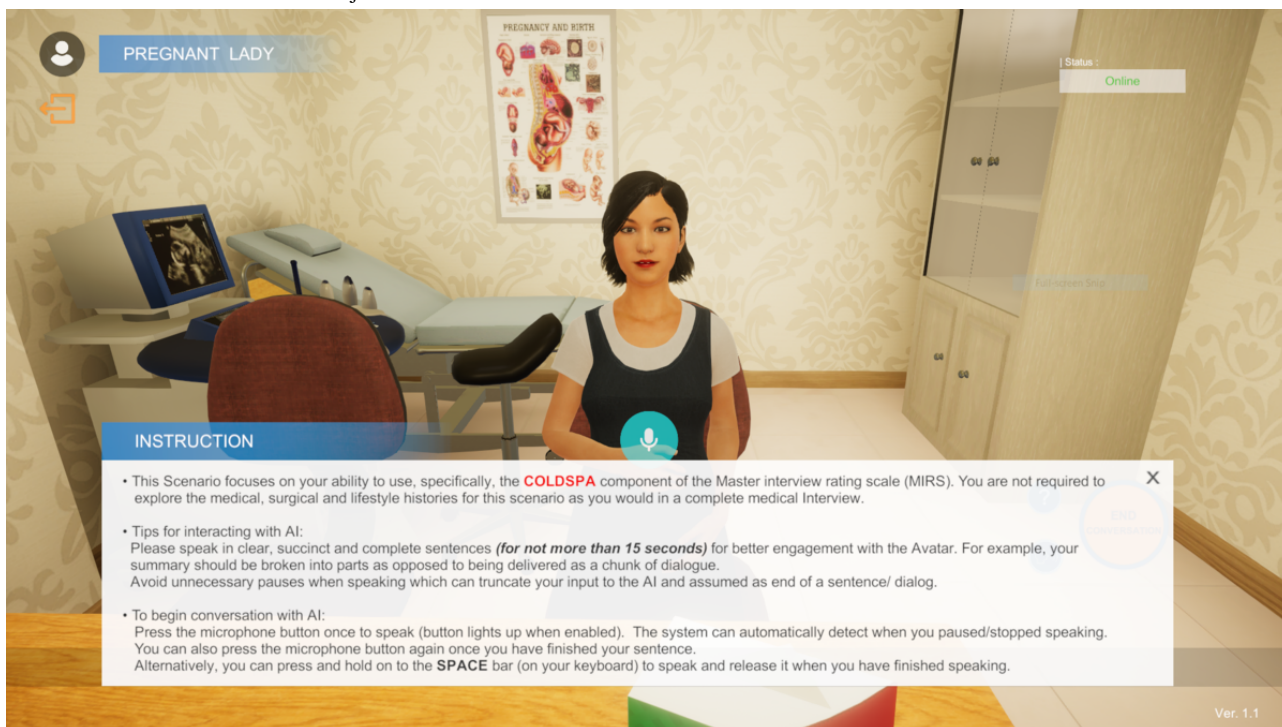 PREGNANT LADY
PREGNANCY AND BIRTH
| Status :
Online
Full-screen Snip
INSTRUCTION
X
• This Scenario focuses on your ability to use, specifically, the COLDSPA component of the Master interview rating scale (MIRS). You are not required to
explore the medical, surgical and lifestyle histories for this scenario as you would in a complete medical Interview.
• Tips for interacting with AI:
Please speak in clear, succinct and complete sentences (for not more than 15 seconds) for better engagement with the Avatar. For example, your
summary should be broken into parts as opposed to being delivered as a chunk of dialogue.
Avoid unnecessary pauses when speaking which can truncate your input to the AI and assumed as end of a sentence/ dialog.
• To begin conversation with AI:
Press the microphone button once to speak (button lights up when enabled). The system can automatically detect when you paused/stopped speaking.
You can also press the microphone button again once you have finished your sentence.
Alternatively, you can press and hold on to the SPACE bar (on your keyboard) to speak and release it when you have finished speaking.
?
END
Ver. 1.1